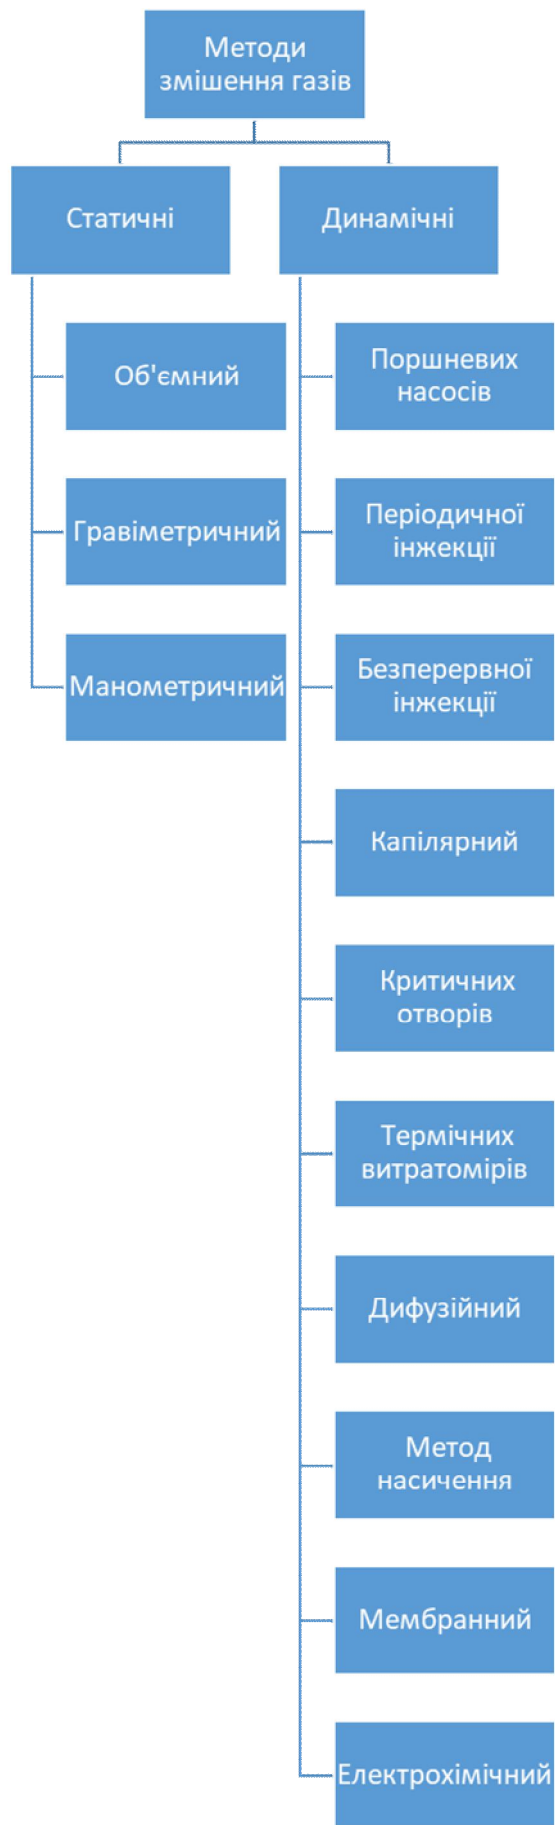 Методи
змішення газів
Статичні
Динамічні
Об'ємний
Гравіметричний
Манометричний
Поршневих
насосів
Періодичної
інжекції
Безперервної
інжекції
Капілярний
Критичних
отворів
Термічних
витратомірів
Дифузійний
Метод
насичення
Мембранний
Електрохімічний